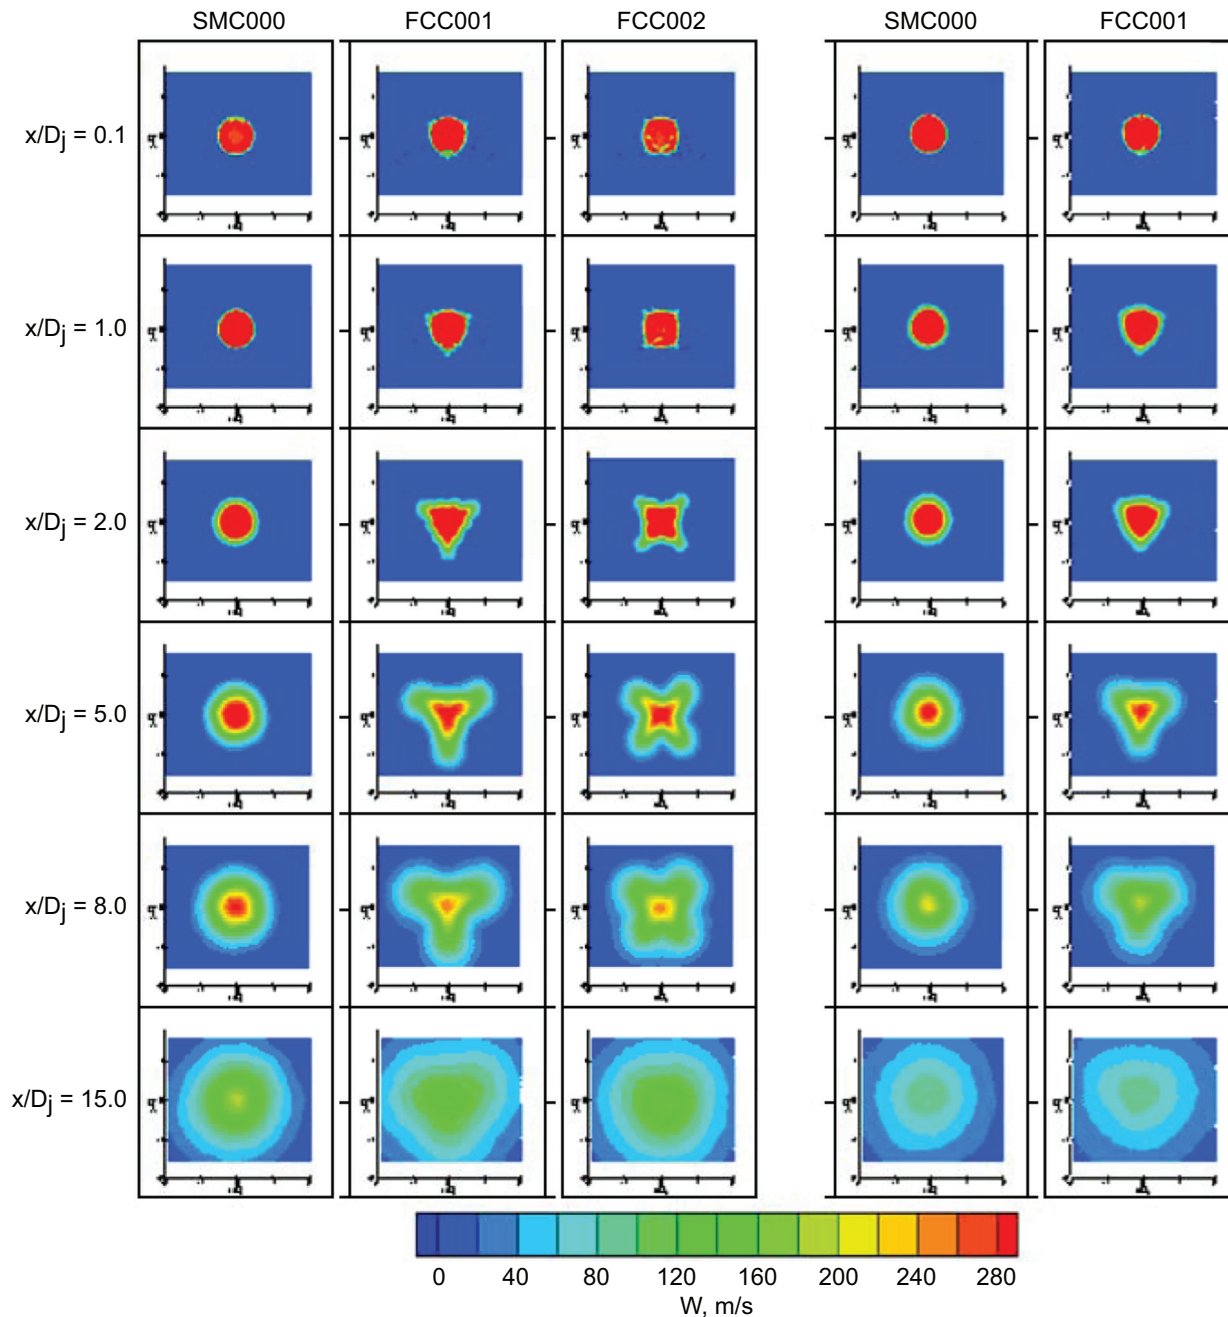 SMC000 FCC001 FCC002 SMC000 FCC001
x/Dj = 0.1
x/Dj = 1.0
x/Dj = 2.0
x/Dj = 5.0
x/Dj = 8.0
x/Dj = 15.0
0 40 80 120 160 200 240 280
W, m/s